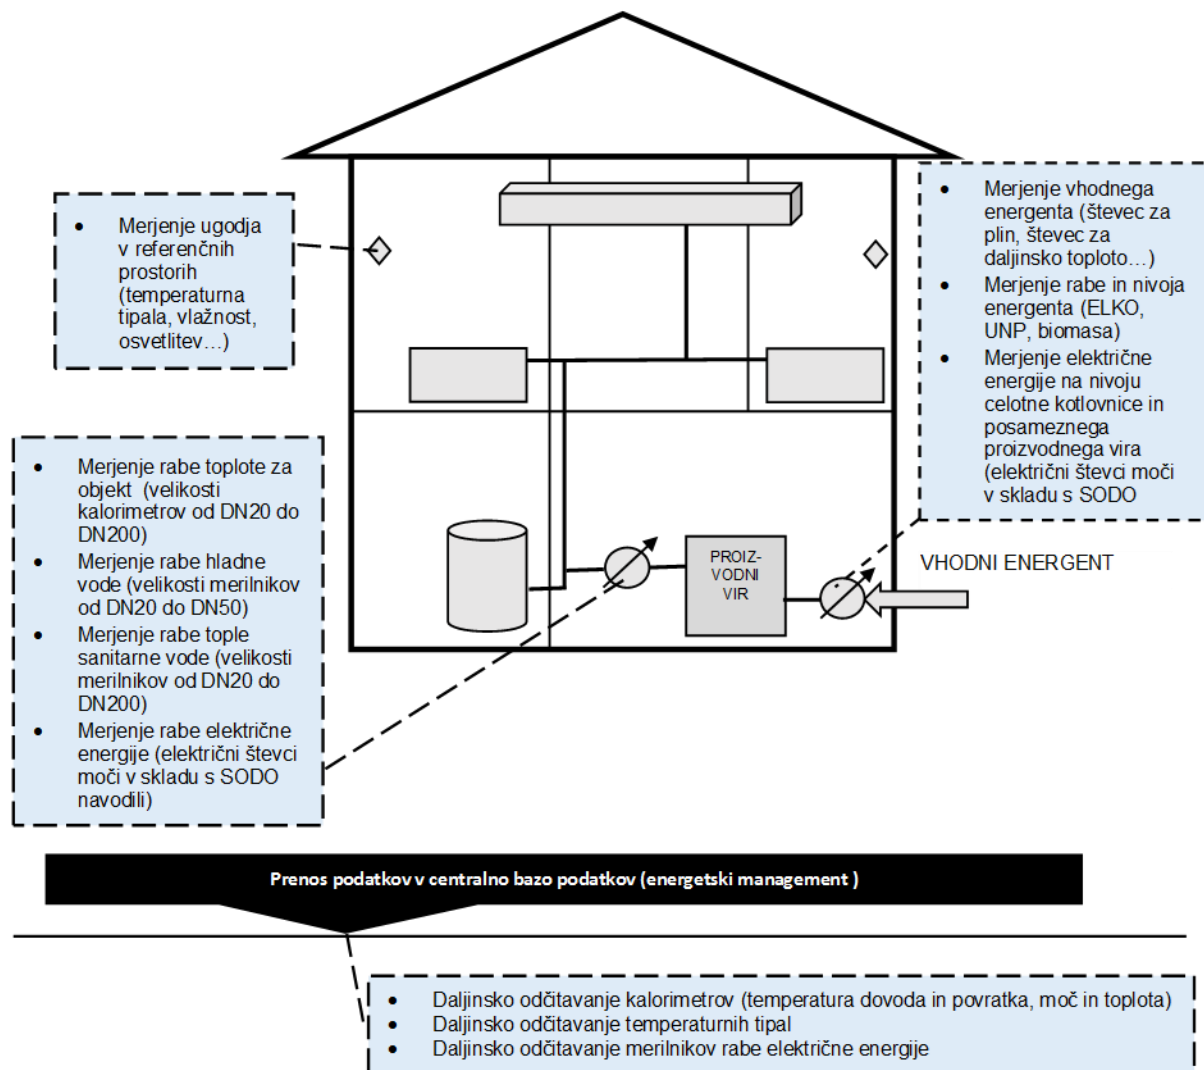 • Merjenje ugodja
v referenčnih
prostorih
(temperaturna
tipala, vlažnost,
osvetlitev…)
• Merjenje vhodnega
energenta (števec za
plin, števec za
daljinsko toploto…)
• Merjenje rabe in nivoja
energenta (ELKO,
UNP, biomasa)
• Merjenje električne
energije na nivoju
celotne kotlovnice in
posameznega
proizvodnega vira
(električni števci moči
v skladu s SODO
• Merjenje rabe toplote za
objekt (velikosti
kalorimetrov od DN20 do
DN200)
• Merjenje rabe hladne
vode (velikosti merilnikov
od DN20 do DN50)
• Merjenje rabe tople
sanitarne vode (velikosti
merilnikov od DN20 do
DN200)
• Merjenje rabe električne
energije (električni števci
moči v skladu s SODO
navodili)
PROIZ-
VODNI
VIR
VHODNI ENERGENT
Prenos podatkov v centralno bazo podatkov (energetski management )
• Daljinsko odčitavanje kalorimetrov (temperatura dovoda in povratka, moč in toplota)
• Daljinsko odčitavanje temperaturnih tipal
• Daljinsko odčitavanje merilnikov rabe električne energije